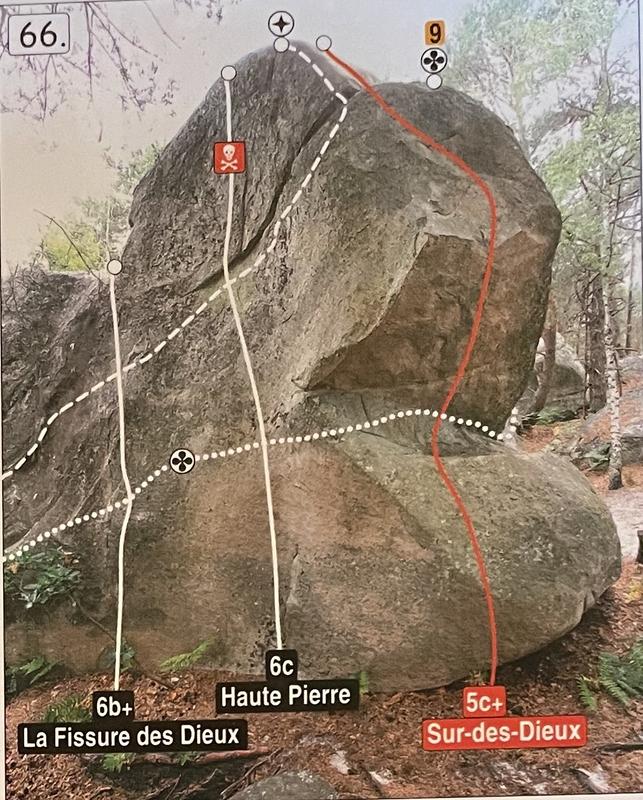 66.
9
6b+
La Fissure des Dieux
6c
Haute Pierre
5c+
Sur-des-Dieux